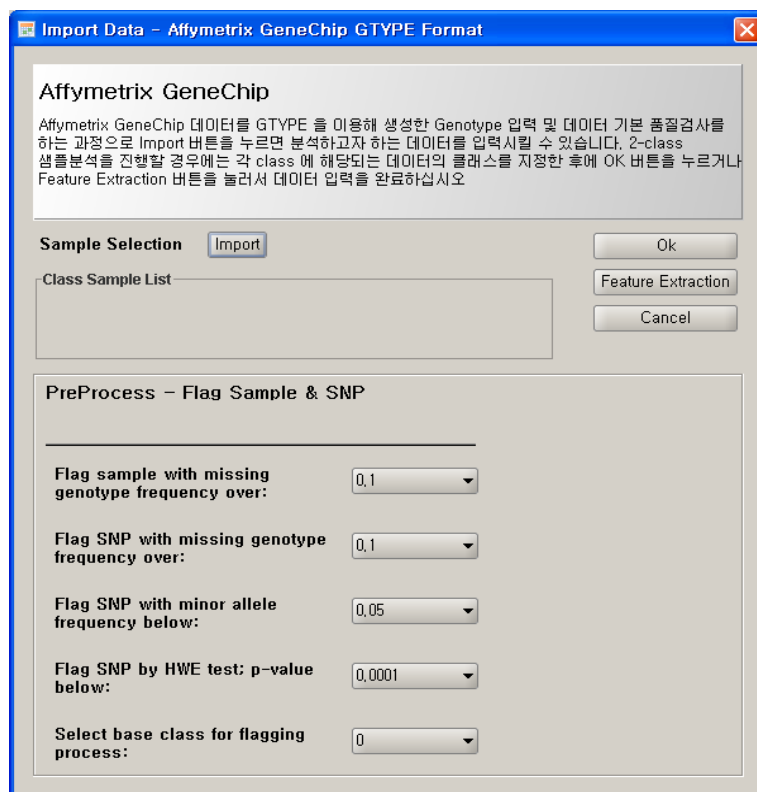 Import Data - Affymetrix GeneChip GTYPE Format
Affymetrix GeneChip
Affymetrix GeneChip 데이터를 GTYPE 을 이용해 생성한 Genotype 입력 및 데이터 기본 품질검사를
하는 과정으로 Import 버튼을 누르면 분석하고자 하는 데이터를 입력시킬 수 있습니다. 2-class
샘플분석을 진행할 경우에는 각 class 에 해당되는 데이터의 클래스를 지정한 후에 OK 버튼을 누르거나
Feature Extraction 버튼을 눌러서 데이터 입력을 완료하십시오
Sample Selection Import
Ok
Class Sample List
Feature Extraction
Cancel
PreProcess - Flag Sample & SNP
Flag sample with missing
genotype frequency over:
0.1
Flag SNP with missing genotype
frequency over:
0.1
Flag SNP with minor allele
frequency below:
0.05
Flag SNP by HWE test; p-value
below:
0.0001
Select base class for flagging
process:
0